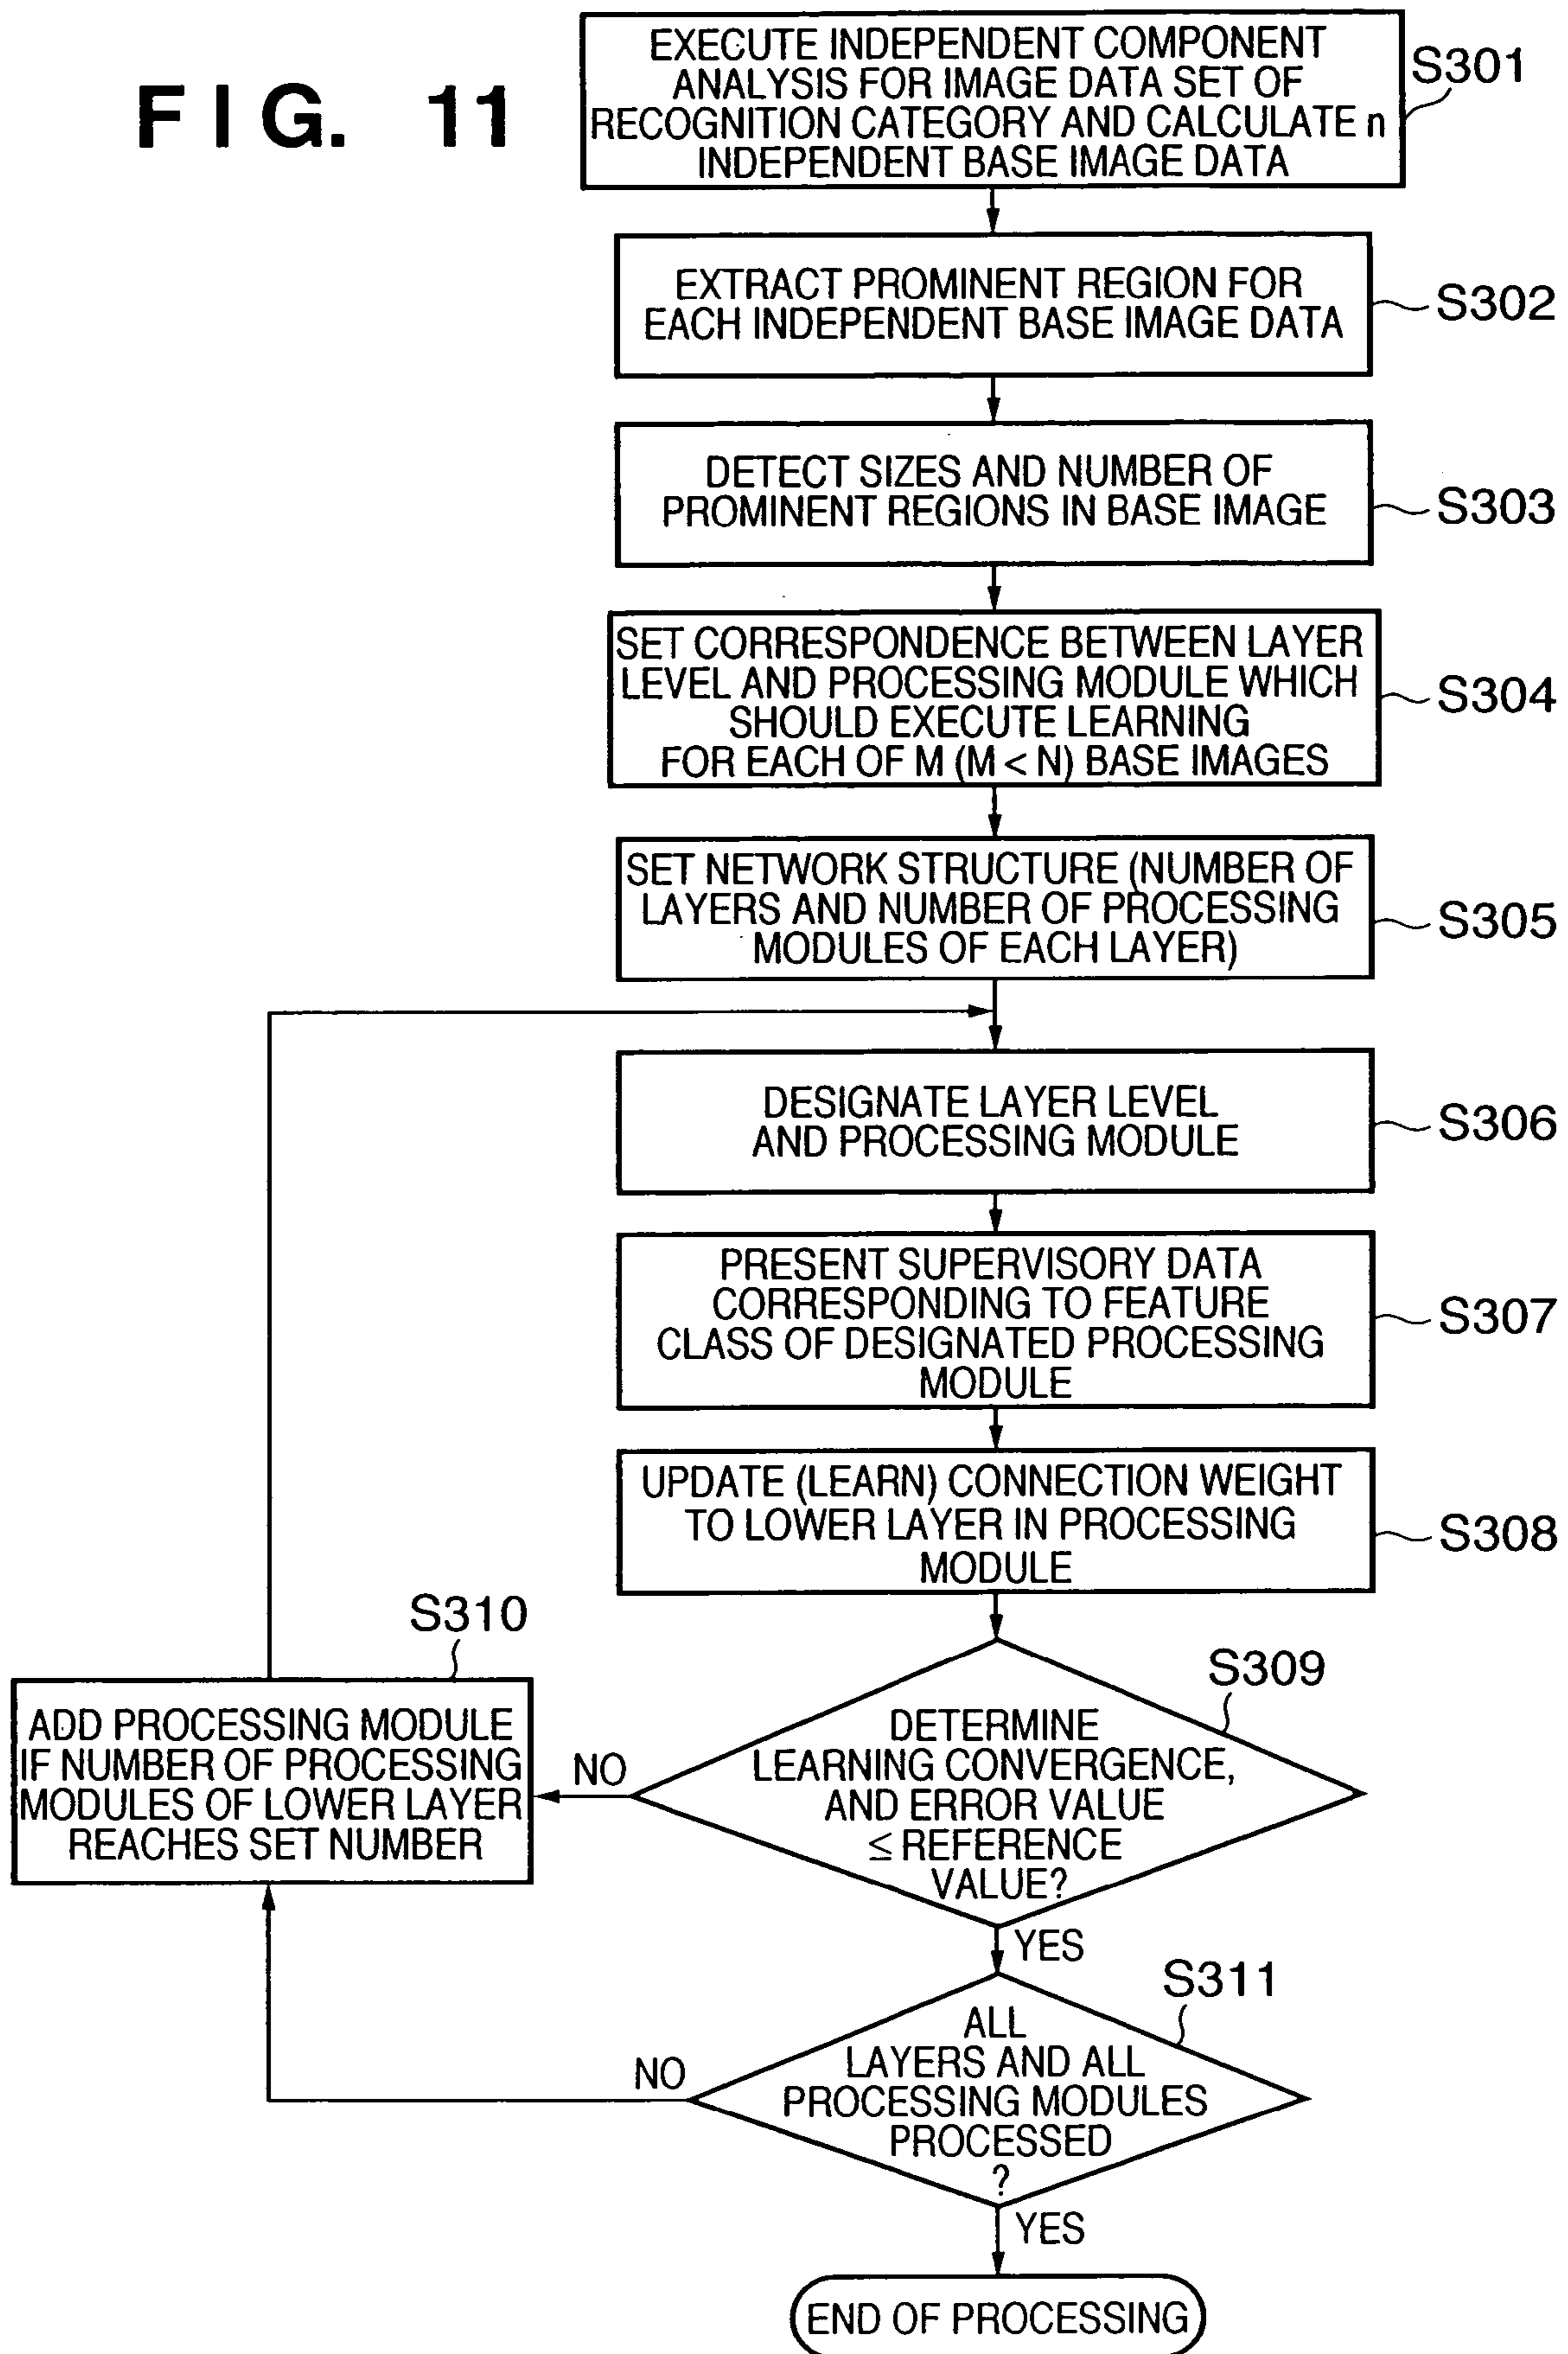 FIG. 11
EXECUTE INDEPENDENT COMPONENT
ANALYSIS FOR IMAGE DATA SET OF
RECOGNITION CATEGORY AND CALCULATE n
INDEPENDENT BASE IMAGE DATA
S301
EXTRACT PROMINENT REGION FOR
EACH INDEPENDENT BASE IMAGE DATA
S302
DETECT SIZES AND NUMBER OF
PROMINENT REGIONS IN BASE IMAGE
S303
SET CORRESPONDENCE BETWEEN LAYER
LEVEL AND PROCESSING MODULE WHICH
SHOULD EXECUTE LEARNING
FOR EACH OF M (M < N) BASE IMAGES
S304
SET NETWORK STRUCTURE (NUMBER OF
LAYERS AND NUMBER OF PROCESSING
MODULES OF EACH LAYER)
S305
DESIGNATE LAYER LEVEL
AND PROCESSING MODULE
S306
PRESENT SUPERVISORY DATA
CORRESPONDING TO FEATURE
CLASS OF DESIGNATED PROCESSING
MODULE
S307
UPDATE (LEARN) CONNECTION WEIGHT
TO LOWER LAYER IN PROCESSING
MODULE
S308
S310
ADD PROCESSING MODULE
IF NUMBER OF PROCESSING
MODULES OF LOWER LAYER
REACHES SET NUMBER
NO
S309
DETERMINE
LEARNING CONVERGENCE,
AND ERROR VALUE
≤ REFERENCE
VALUE?
YES
S311
NO
ALL
LAYERS AND ALL
PROCESSING MODULES
PROCESSED
?
YES
END OF PROCESSING